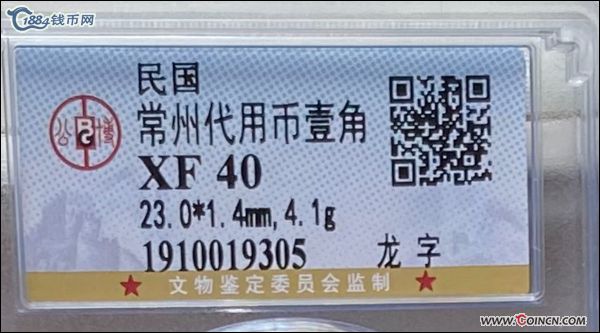 1884钱币网
民国
公 博
常州代用币壹角
XF 40
23.0*1.4mm,4.1g
1910019305 龙字
★ 文物鉴定委员会监制 ★
WWW.COINCN.COM